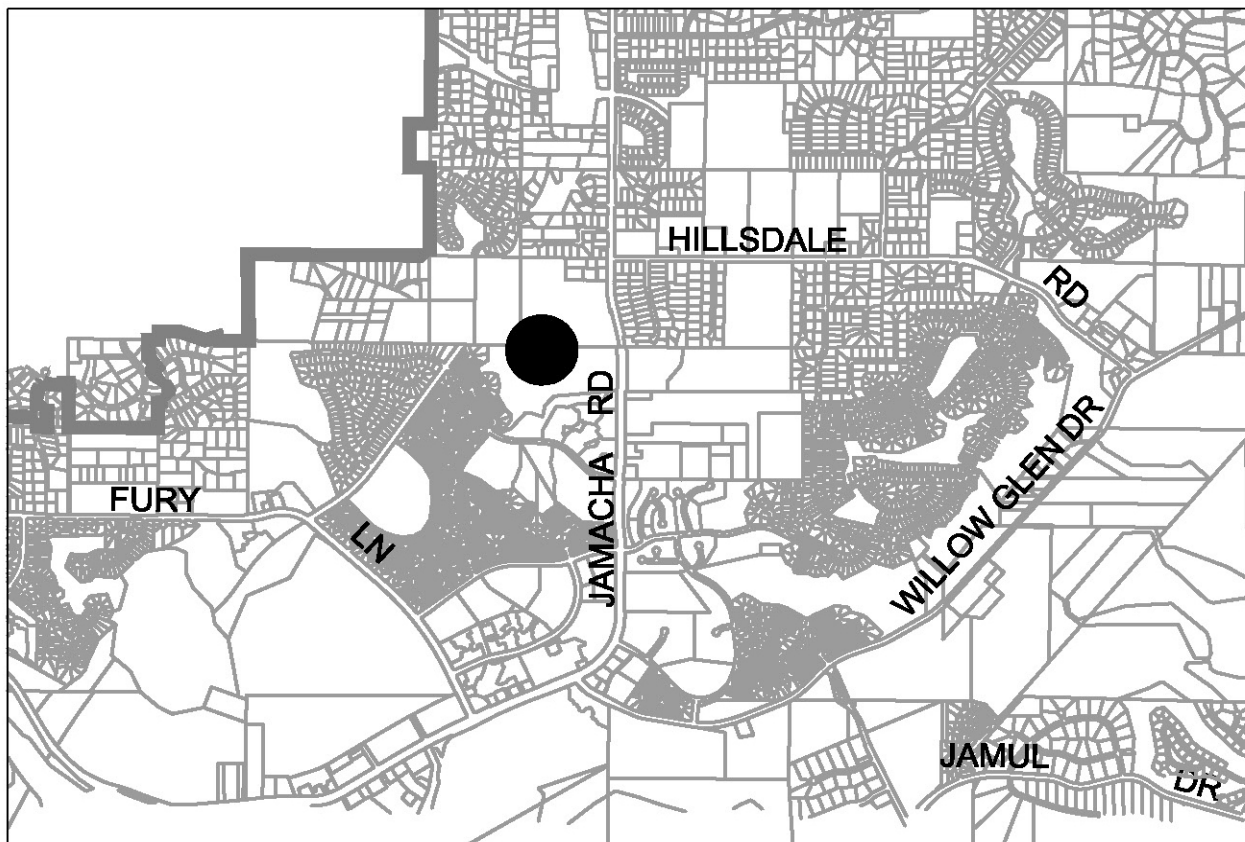 HILLSDALE
RD
JAMACHA RD
WILLOW GLEN DR
FURY
LN
JAMUL
DR